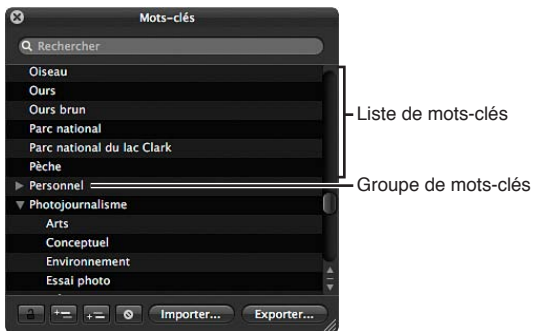 Mots-clés
Rechercher
Oiseau
Ours
Ours brun
Parc national
Parc national du lac Clark
Pèche
Personnel
Photojournalisme
Arts
Conceptuel
Environnement
Essai photo
Importer...
Exporter...
Liste de mots-clés
Groupe de mots-clés